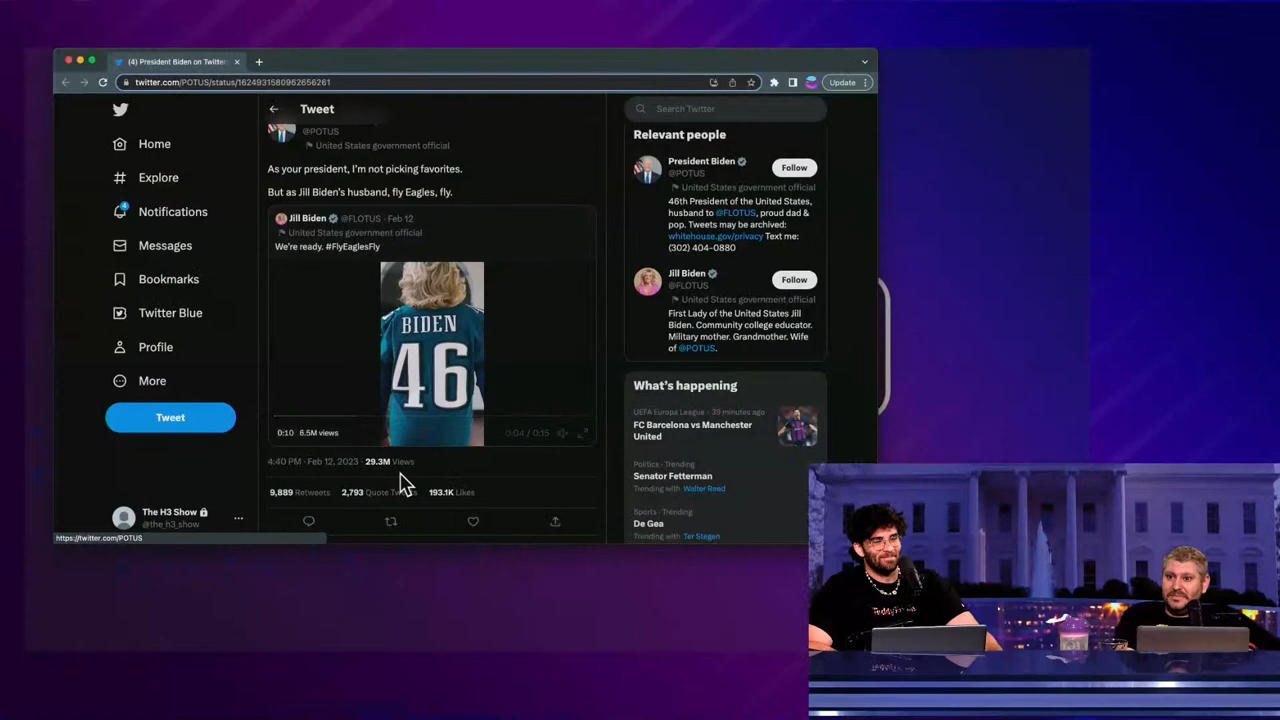 (4) President Biden on Twitter
twitter.com/POTUS/status/1624931580962656261
Update
Home
Explore
4
Notifications
Messages
Bookmarks
Twitter Blue
Profile
More
Tweet
The H3 Show
@the_h3_show
https://twitter.com/POTUS
Tweet
@POTUS
United States government official
As your president, I'm not picking favorites.
But as Jill Biden's husband, fly Eagles, fly.
Jill Biden @FLOTUS · Feb 12
United States government official
We're ready. #FlyEaglesFly
BIDEN
46
0:10 6.5M views
0:04 / 0:15
4:40 PM · Feb 12, 2023 · 29.3M Views
9,889 Retweets 2,793 Quote 193.1K Likes
Search Twitter
Relevant people
President Biden
@POTUS
Follow
United States government official
46th President of the United States,
husband to @FLOTUS, proud dad &
pop. Tweets may be archived:
whitehouse.gov/privacy Text me:
(302) 404-0880
Jill Biden
@FLOTUS
Follow
United States government official
First Lady of the United States Jill
Biden. Community college educator.
Military mother. Grandmother. Wife
of @POTUS.
What's happening
UEFA Europa League · 39 minutes ago
FC Barcelona vs Manchester
United
Politics · Trending
Senator Fetterman
Trending with Walter Reed
Sports · Trending
De Gea
Trending with Ter Stegen